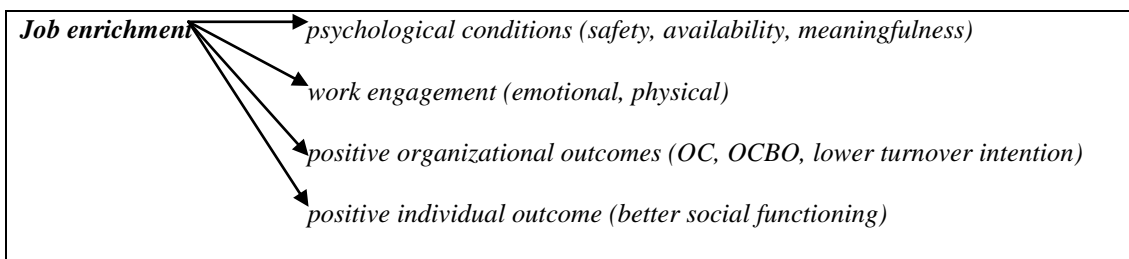 Job enrichment psychological conditions (safety, availability, meaningfulness)
work engagement (emotional, physical)
positive organizational outcomes (OC, OCBO, lower turnover intention)
positive individual outcome (better social functioning)